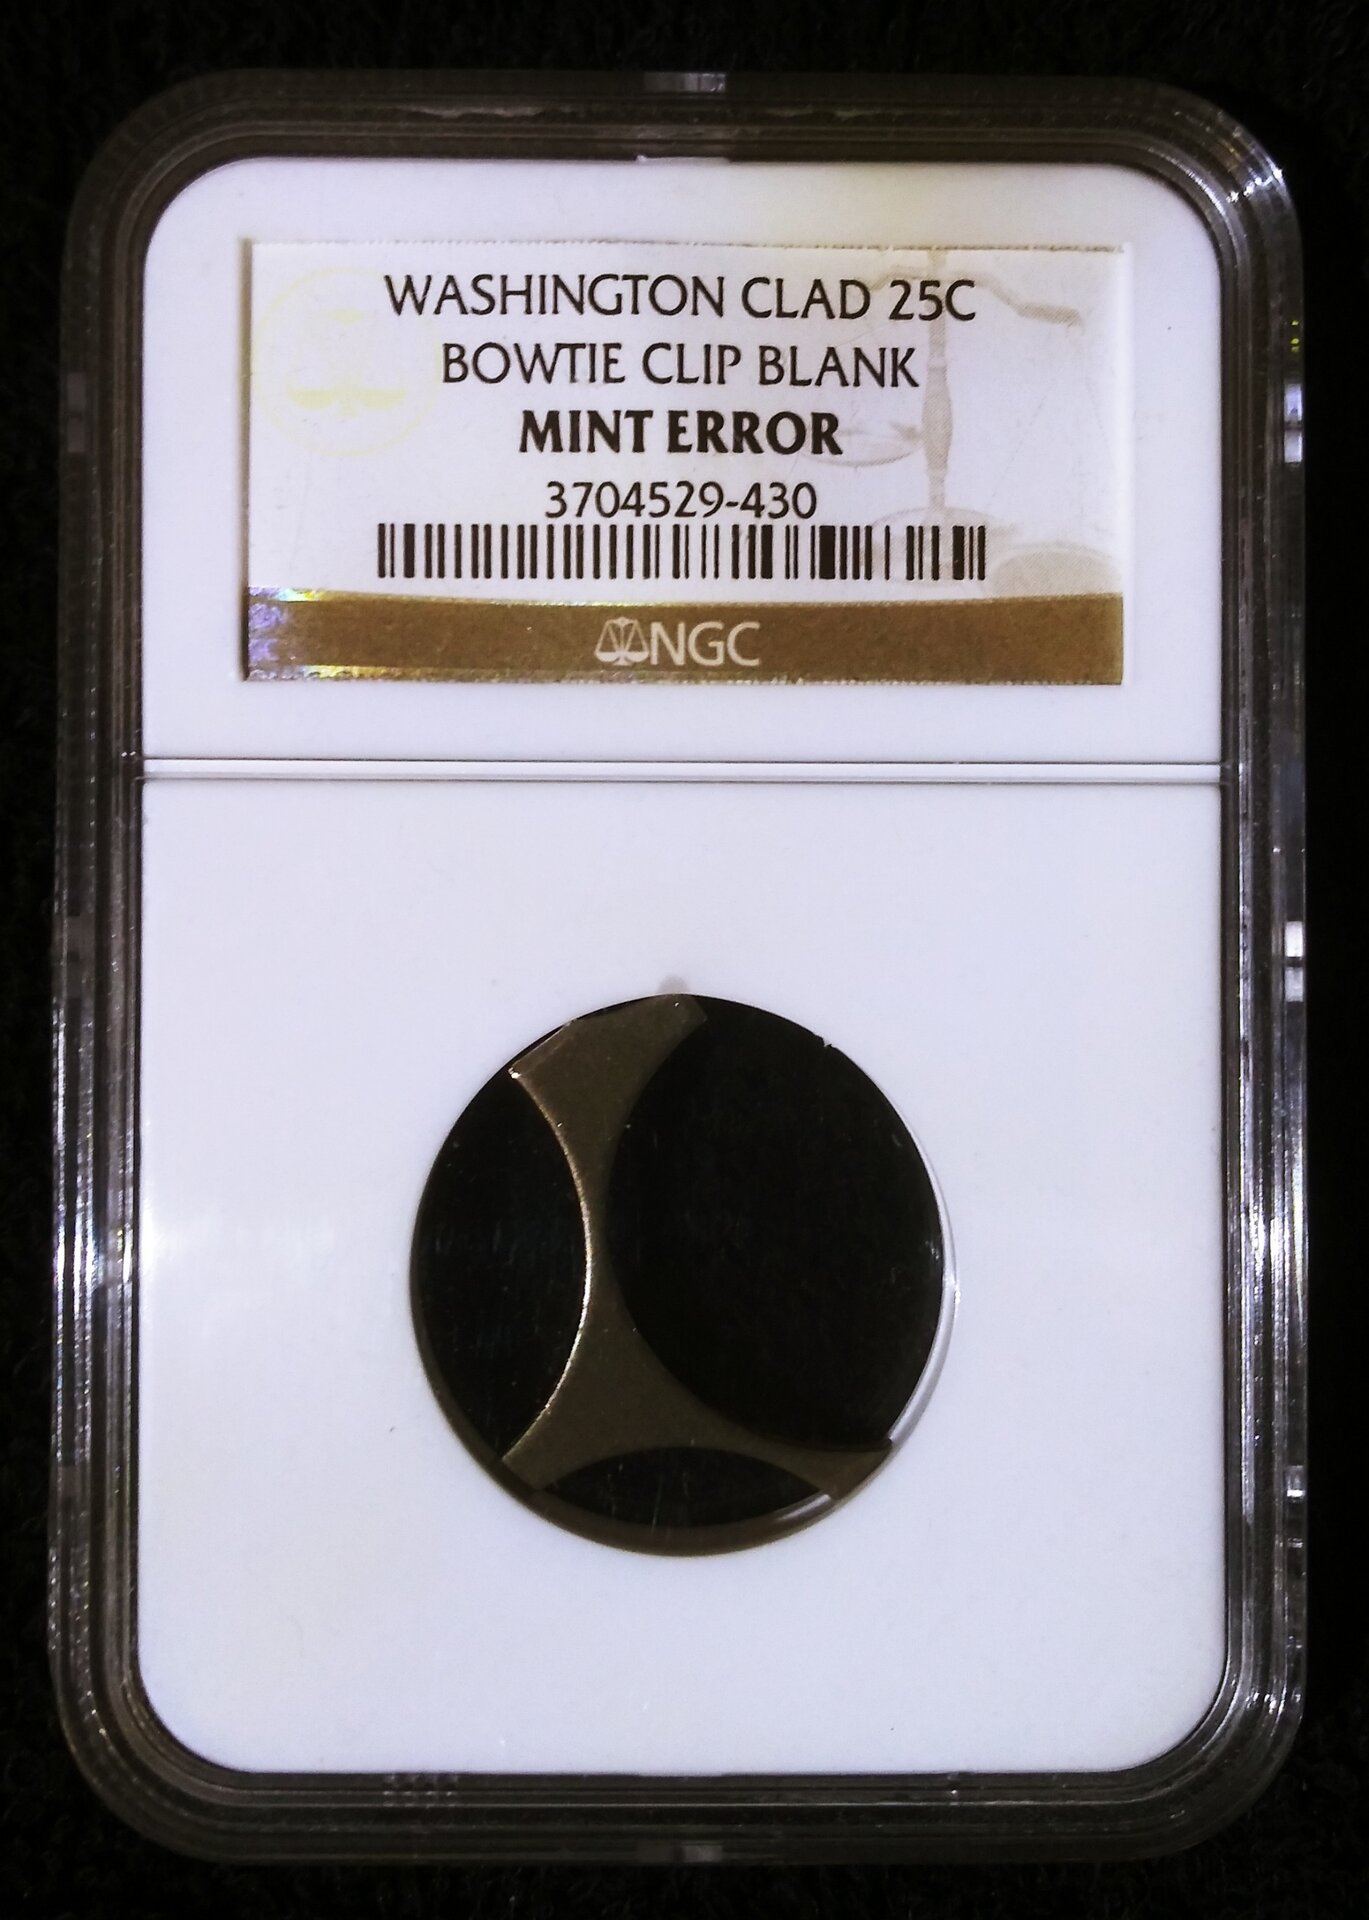 WASHINGTON CLAD 25C
BOWTIE CLIP BLANK
MINT ERROR
3704529-430
NGC